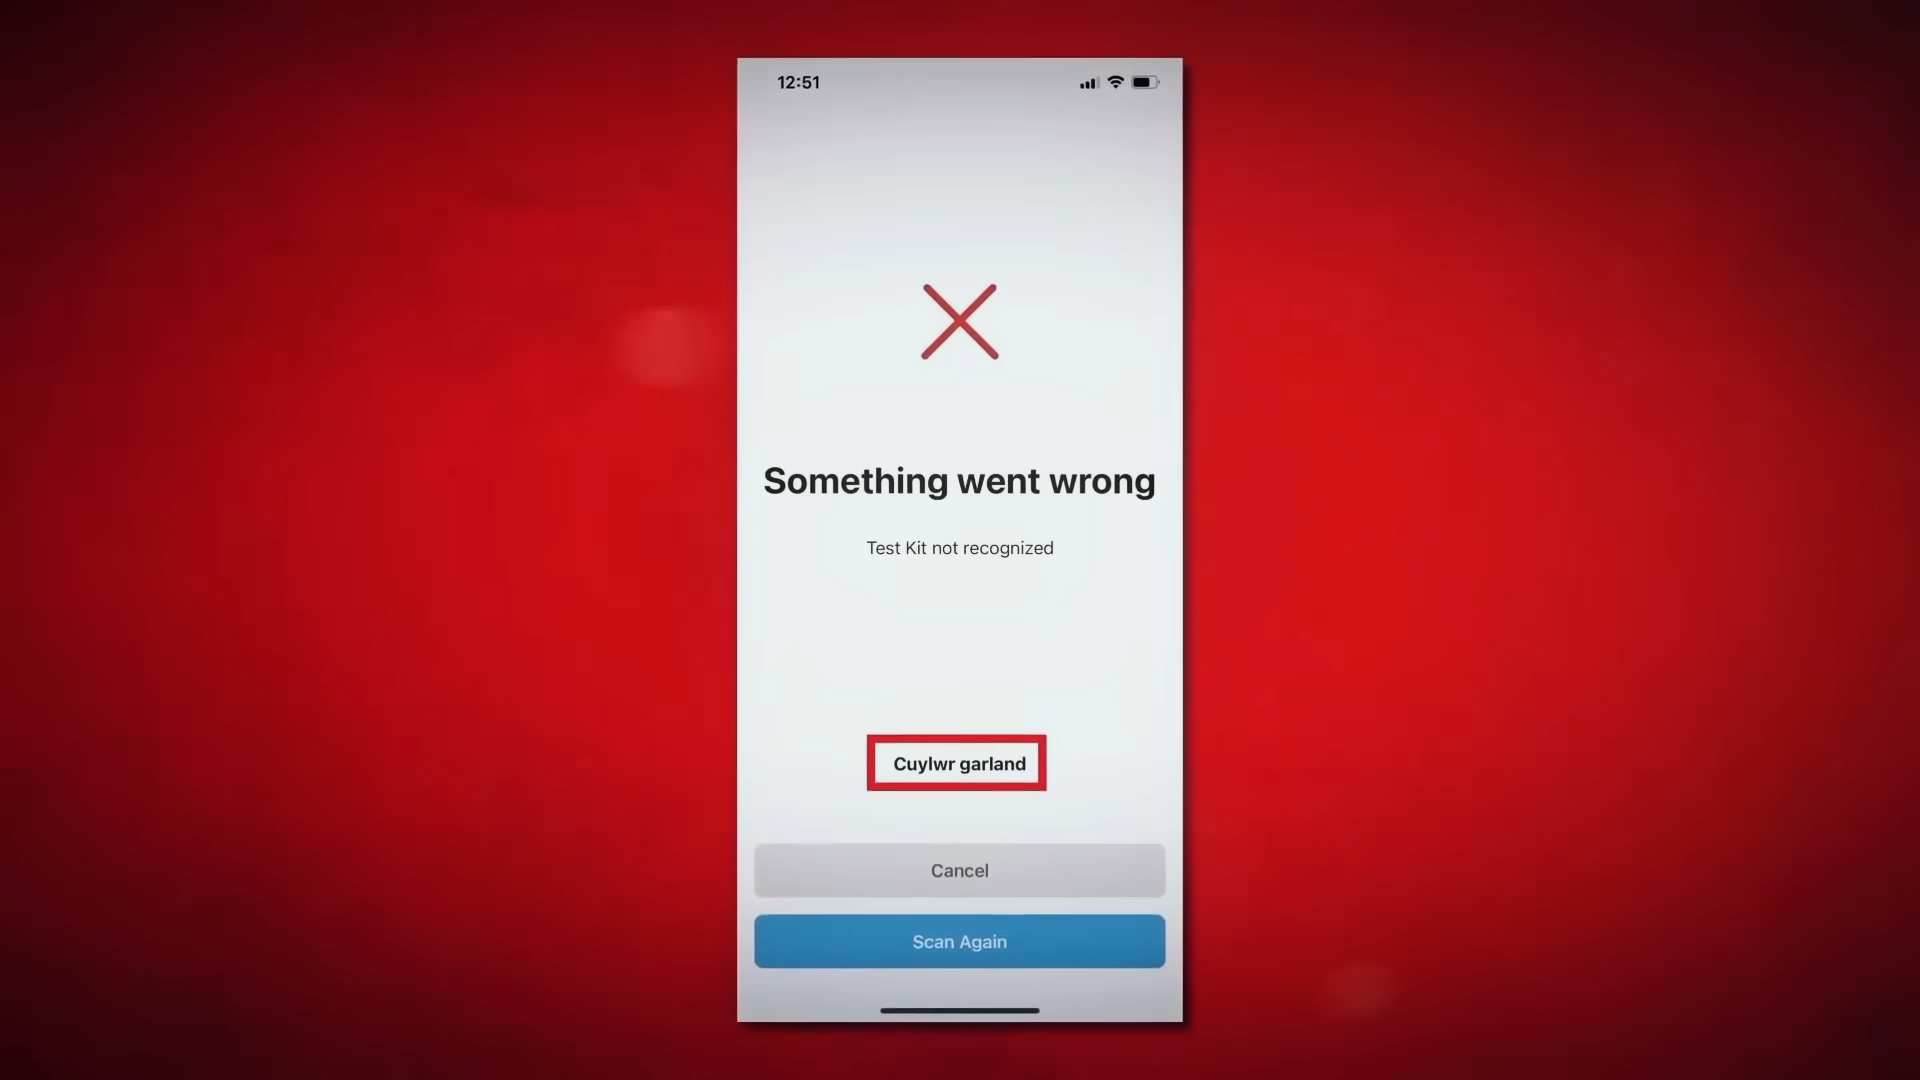 12:51
Something went wrong
Test Kit not recognized
Cuylwr garland
Cancel
Scan Again